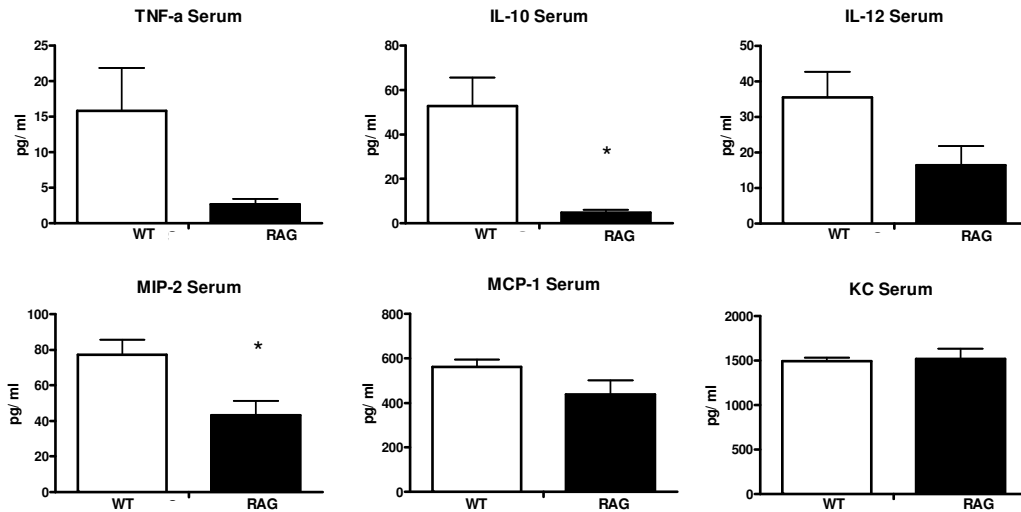 TNF-a Serum
25
20
15
10
5
0
pg/ ml
WT RAG
IL-10 Serum
80
60
40
20
0
pg/ ml
*
WT RAG
IL-12 Serum
50
40
30
20
10
0
pg/ ml
WT RAG
MIP-2 Serum
100
80
60
40
20
0
pg/ ml
*
WT RAG
MCP-1 Serum
800
600
400
200
0
pg/ ml
WT RAG
KC Serum
2000
1500
1000
500
0
pg/ ml
WT RAG